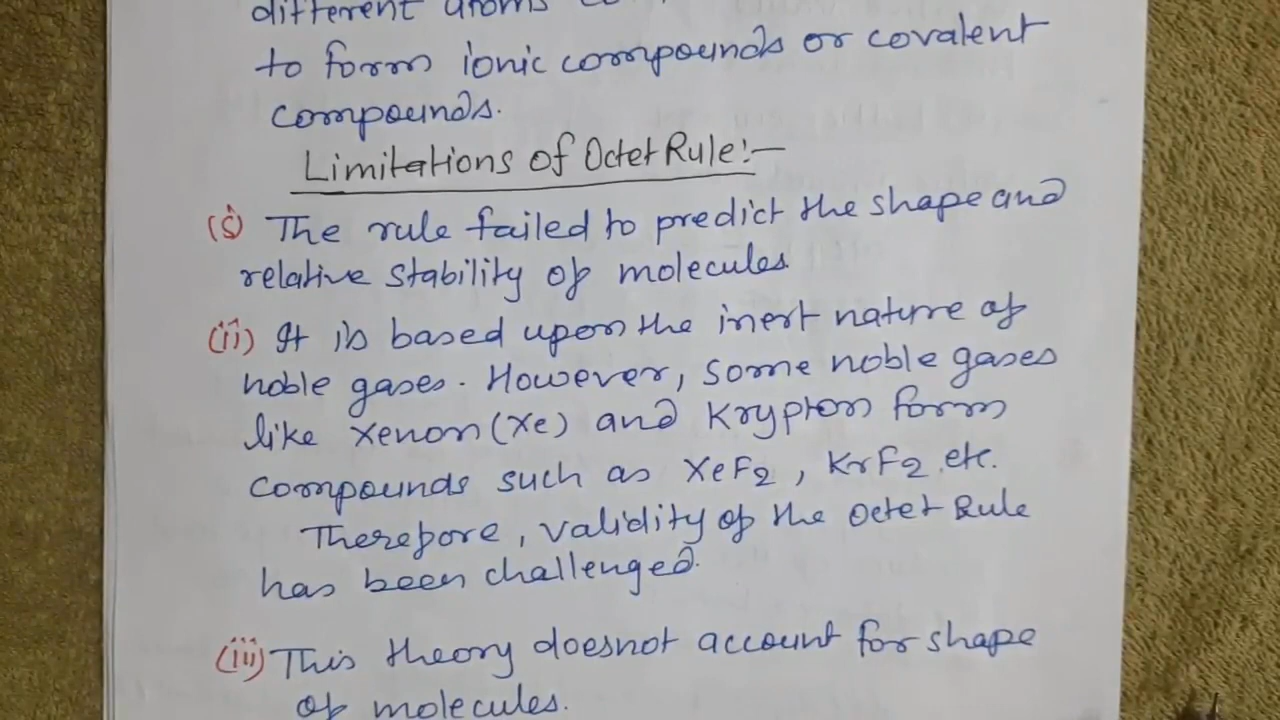 different atoms
to form ionic compounds or covalent
compounds.
Limitations of Octet Rule:-
(i) The rule failed to predict the shape and
relative stability of molecules.
(ii) It is based upon the inert nature of
noble gases. However, some noble gases
like xenon (Xe) and Krypton form
compounds such as XeF2, KrF2 etc.
Therefore, validity of the Octet Rule
has been challenged.
(iii) This theory doesnot account for shape
of molecules.